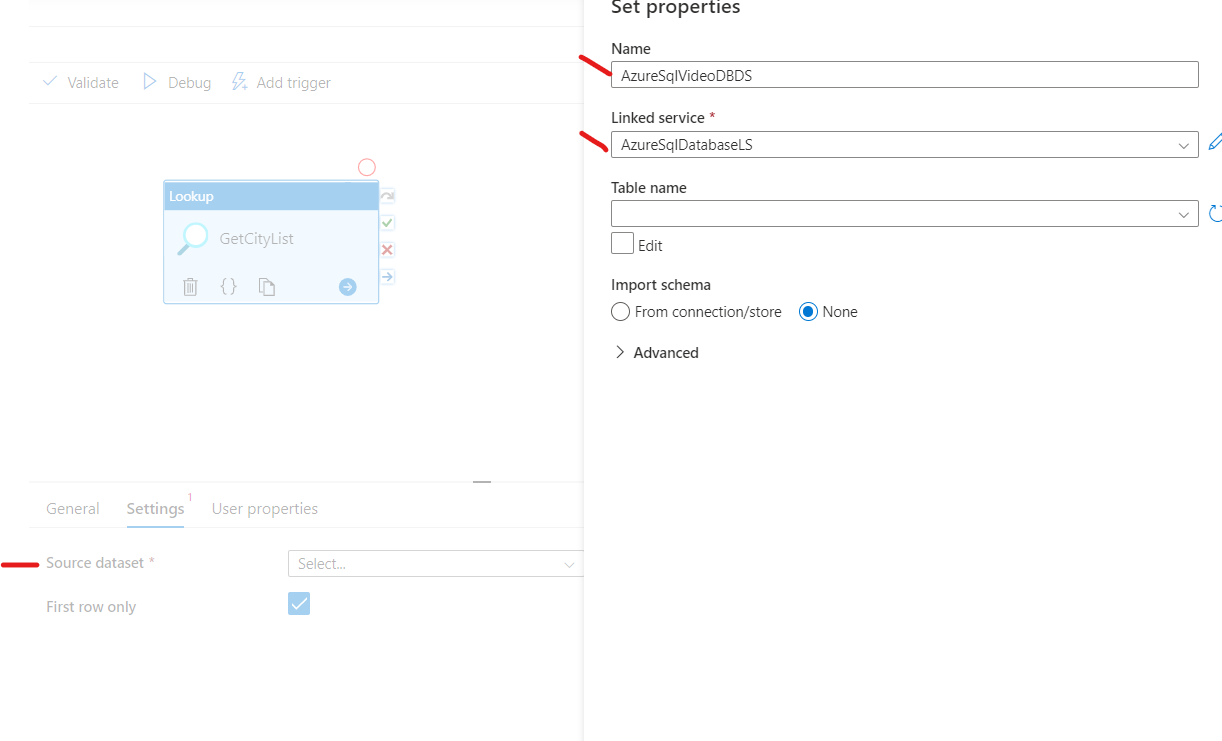 Validate Debug Add trigger
Lookup
GetCityList
{}
General Settings 1 User properties
Source dataset * Select...
First row only
Set properties
Name
AzureSqlVideoDBDS
Linked service *
AzureSqlDatabaseLS
Table name
Edit
Import schema
From connection/store None
Advanced